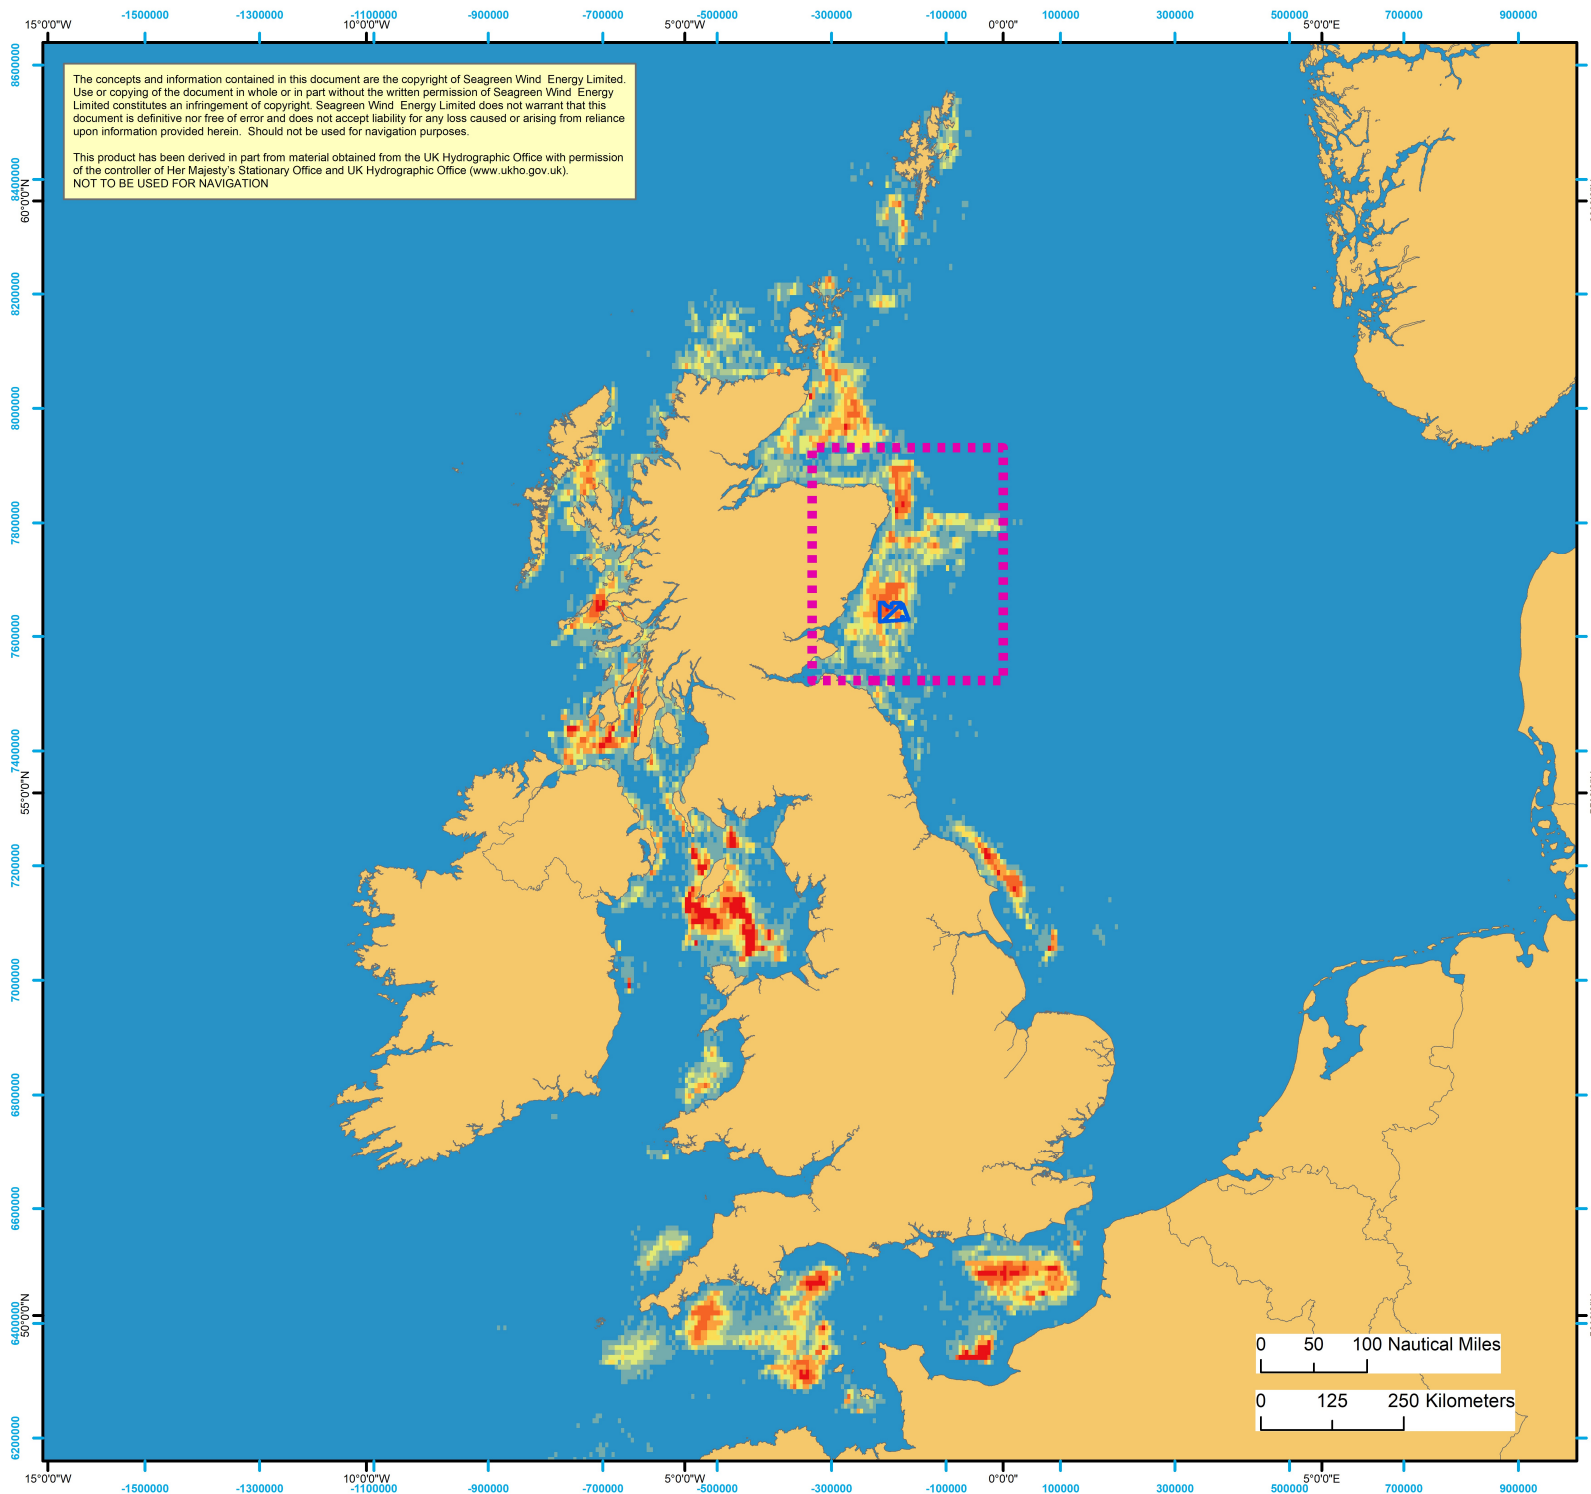 -1500000 -1300000 -1100000 -900000 -700000 -500000 -300000 -100000 100000 300000 500000 700000 900000
15°0'0"W 10°0'0"W 5°0'0"W 0°0'0" 5°0'0"E
The concepts and information contained in this document are the copyright of Seagreen Wind Energy Limited.
Use or copying of the document in whole or in part without the written permission of Seagreen Wind Energy
Limited constitutes an infringement of copyright. Seagreen Wind Energy Limited does not warrant that this
document is definitive nor free of error and does not accept liability for any loss caused or arising from reliance
upon information provided herein. Should not be used for navigation purposes.
This product has been derived in part from material obtained from the UK Hydrographic Office with permission
of the controller of Her Majesty's Stationary Office and UK Hydrographic Office (www.ukho.gov.uk).
NOT TO BE USED FOR NAVIGATION
8600000
8400000
60°0'0"N
8200000
8000000
7800000
7600000
7400000
55°0'0"N
7200000
7000000
6800000
6600000
6400000
50°0'0"N
6200000
0 50 100 Nautical Miles
0 125 250 Kilometers
15°0'0"W 10°0'0"W 5°0'0"W 0°0'0" 5°0'0"E
-1500000 -1300000 -1100000 -900000 -700000 -500000 -300000 -100000 100000 300000 500000 700000 900000